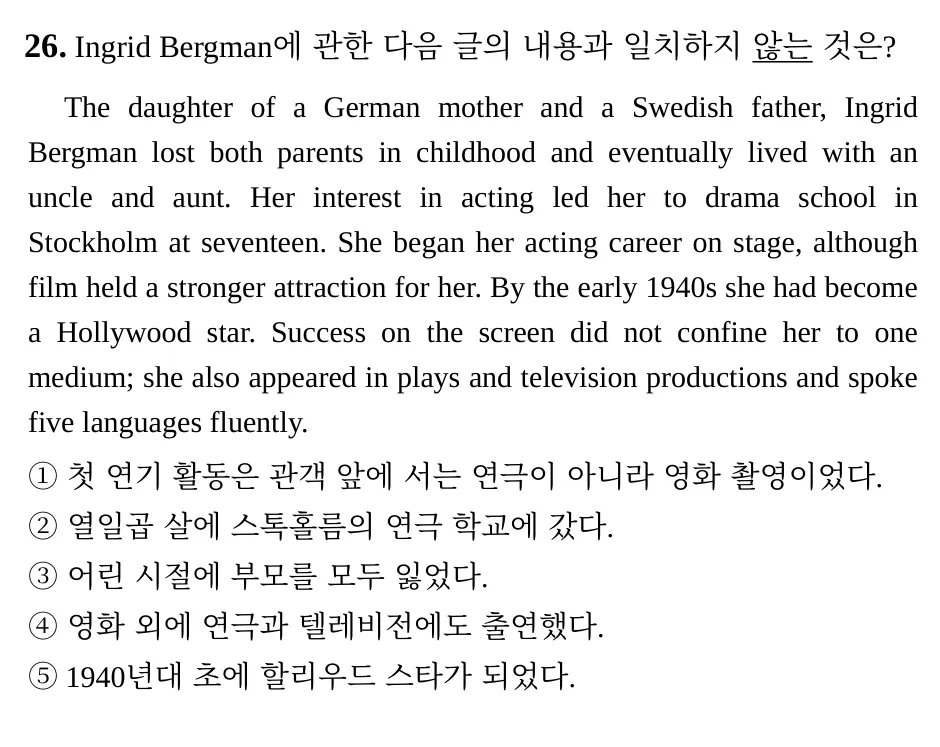 26. Ingrid Bergman에 관한 다음 글의 내용과 일치하지 않는 것은?
The daughter of a German mother and a Swedish father, Ingrid
Bergman lost both parents in childhood and eventually lived with an
uncle and aunt. Her interest in acting led her to drama school in
Stockholm at seventeen. She began her acting career on stage, although
film held a stronger attraction for her. By the early 1940s she had become
a Hollywood star. Success on the screen did not confine her to one
medium; she also appeared in plays and television productions and spoke
five languages fluently.
① 첫 연기 활동은 관객 앞에 서는 연극이 아니라 영화 촬영이었다.
② 열일곱 살에 스톡홀름의 연극 학교에 갔다.
③ 어린 시절에 부모를 모두 잃었다.
④ 영화 외에 연극과 텔레비전에도 출연했다.
⑤ 1940년대 초에 할리우드 스타가 되었다.